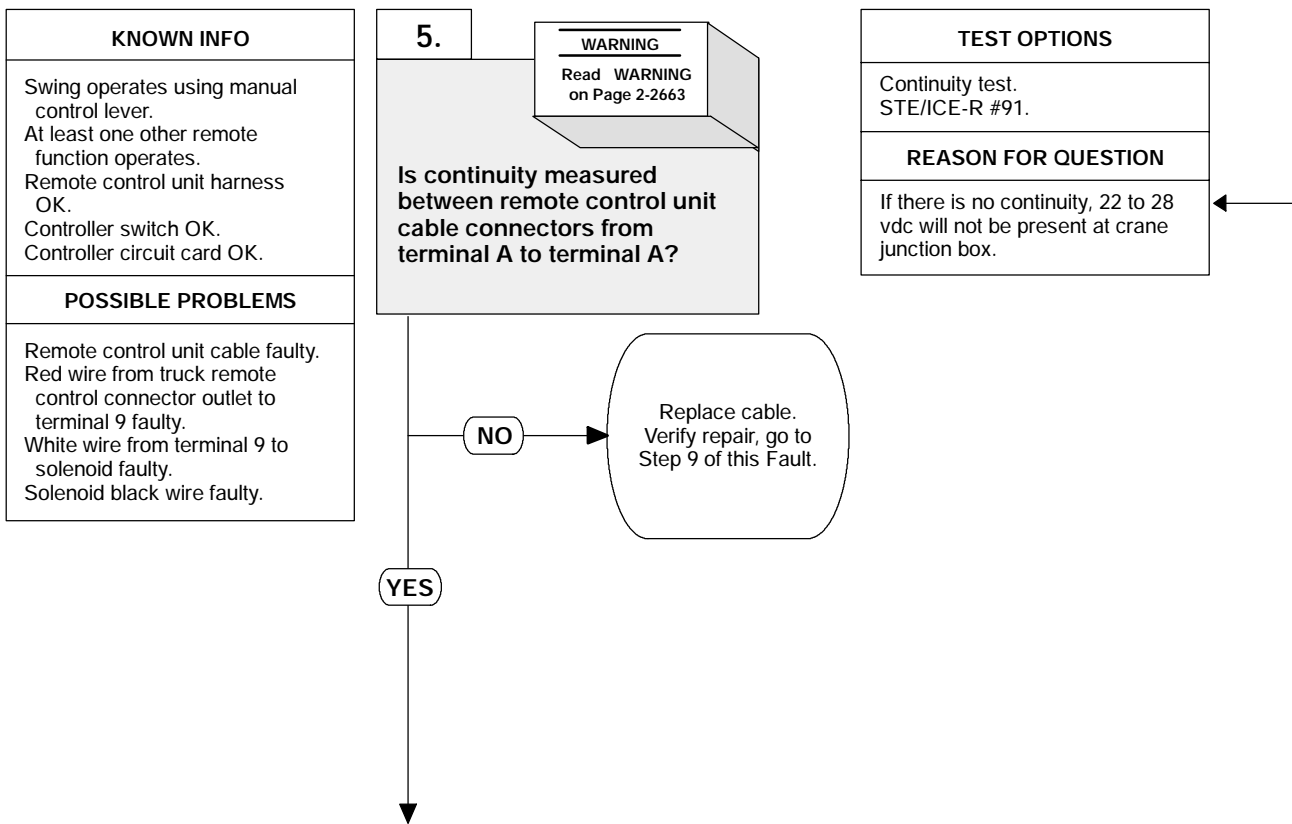 KNOWN INFO
Swing operates using manual
control lever.
At least one other remote
function operates.
Remote control unit harness
OK.
Controller switch OK.
Controller circuit card OK.
POSSIBLE PROBLEMS
Remote control unit cable faulty.
Red wire from truck remote
control connector outlet to
terminal 9 faulty.
White wire from terminal 9 to
solenoid faulty.
Solenoid black wire faulty.
5.
WARNING
Read WARNING
on Page 2-2663
Is continuity measured
between remote control unit
cable connectors from
terminal A to terminal A?
NO
Replace cable.
Verify repair, go to
Step 9 of this Fault.
YES
TEST OPTIONS
Continuity test.
STE/ICE-R #91.
REASON FOR QUESTION
If there is no continuity, 22 to 28
vdc will not be present at crane
junction box.